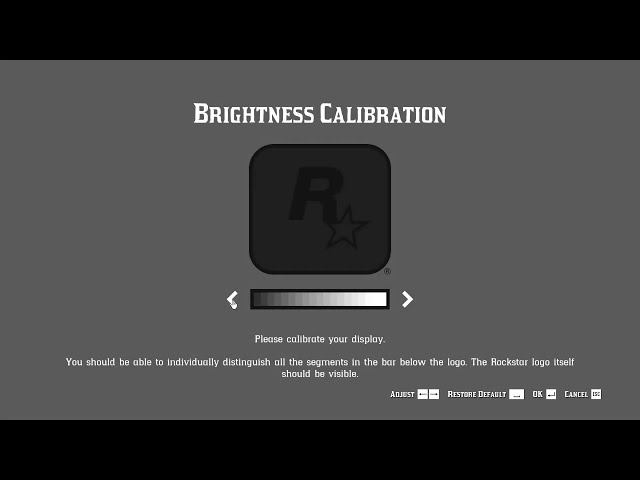 BRIGHTNESS CALIBRATION
R
®
Please calibrate your display.
You should be able to individually distinguish all the segments in the bar below the logo. The Rockstar logo itself
should be visible.
ADJUST RESTORE DEFAULT OK CANCEL ESC